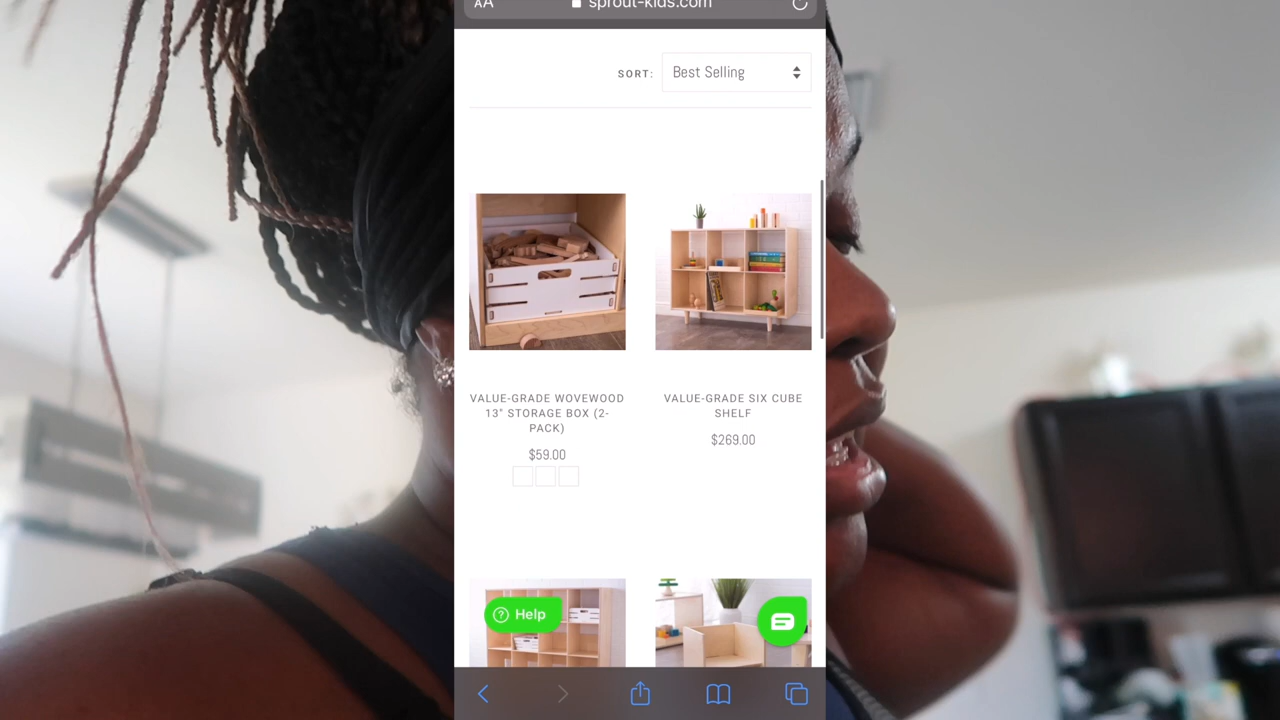 AA sprout-kids.com
SORT: Best Selling
VALUE-GRADE WOVEWOOD
13" STORAGE BOX (2-
PACK)
$59.00
VALUE-GRADE SIX CUBE
SHELF
$269.00
Help